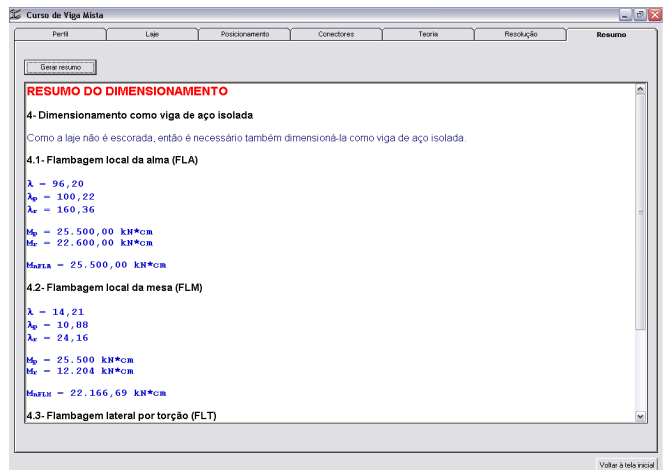 Curso de Viga Mista
Perfil Laje Posicionamento Conectores Teoria Resolução Resumo
Gerar resumo
RESUMO DO DIMENSIONAMENTO
4- Dimensionamento como viga de aço isolada
Como a laje não é escorada, então é necessário também dimensioná-la como viga de aço isolada.
4.1- Flambagem local da alma (FLA)
λ = 96,20
λp = 100,22
λr = 160,36
Mp = 25.500,00 kN*cm
Mr = 22.600,00 kN*cm
MnFLA = 25.500,00 kN*cm
4.2- Flambagem local da mesa (FLM)
λ = 14,21
λp = 10,88
λr = 24,16
Mp = 25.500 kN*cm
Mr = 12.204 kN*cm
MnFLM = 22.166,69 kN*cm
4.3- Flambagem lateral por torção (FLT)
Voltar à tela inicial